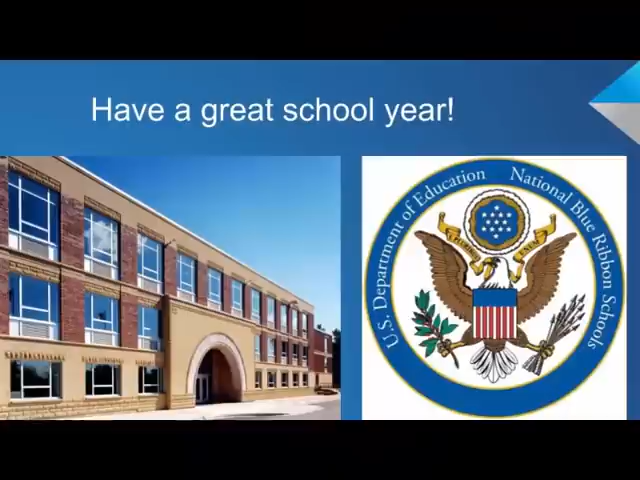 Have a great school year!
U.S. Department of Education
National Blue Ribbon Schools